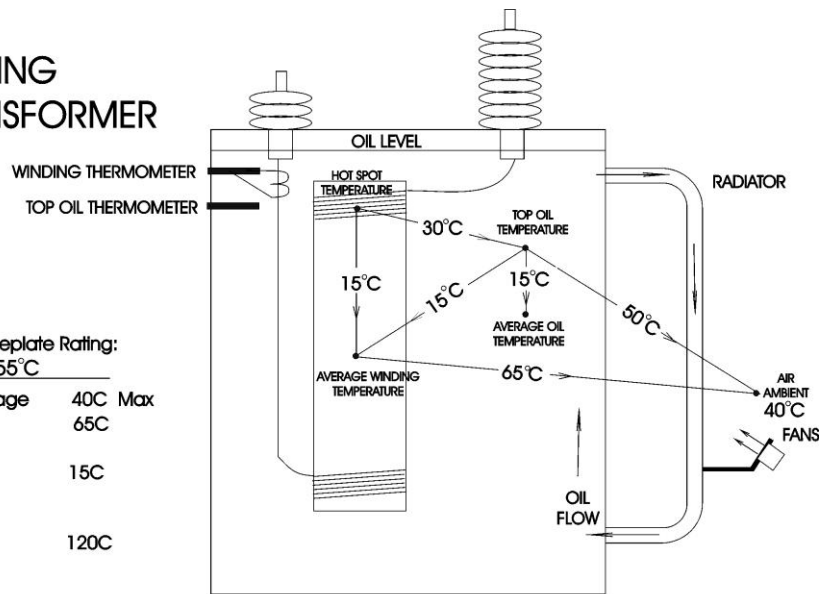 ING
NSFORMER
OIL LEVEL
WINDING THERMOMETER
HOT SPOT
TEMPERATURE
TOP OIL THERMOMETER
RADIATOR
TOP OIL
TEMPERATURE
30°C
15°C
15°C
15°C
50°C
AVERAGE OIL
TEMPERATURE
eplate Rating:
55°C
AVERAGE WINDING
TEMPERATURE
65°C
AIR
AMBIENT
40°C
age 40C Max
65C
FANS
15C
OIL
FLOW
120C